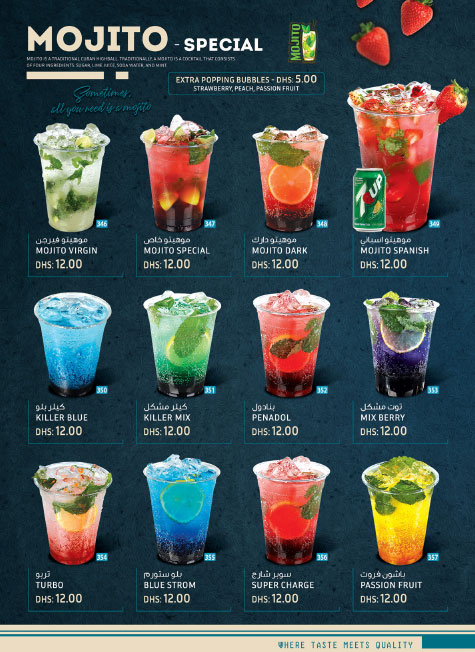 MOJITO - SPECIAL
MOJITO IS A TRADITIONAL CUBAN HIGHBALL. TRADITIONALLY, A MOJITO IS A COCKTAIL THAT CONSISTS
OF FOUR INGREDIENTS: SUGAR, LIME JUICE, SODA WATER, AND MINT
MOJITO
EXTRA POPPING BUBBLES - DHS: 5.00
STRAWBERRY, PEACH, PASSION FRUIT
Sometimes,
all you need is a mojito
7UP
346
موهيتو فيرجن
MOJITO VIRGIN
DHS: 12.00
347
موهيتو خاص
MOJITO SPECIAL
DHS: 12.00
348
موهيتو دارك
MOJITO DARK
DHS: 12.00
349
موهيتو اسباني
MOJITO SPANISH
DHS: 12.00
350
كيلر بلو
KILLER BLUE
DHS: 12.00
351
كيلر مشكل
KILLER MIX
DHS: 12.00
352
بنادول
PENADOL
DHS: 12.00
353
توت مشكل
MIX BERRY
DHS: 12.00
354
تربو
TURBO
DHS: 12.00
355
بلو ستورم
BLUE STROM
DHS: 12.00
356
سوبر شارج
SUPER CHARGE
DHS: 12.00
357
باشون فروت
PASSION FRUIT
DHS: 12.00
WHERE TASTE MEETS QUALITY